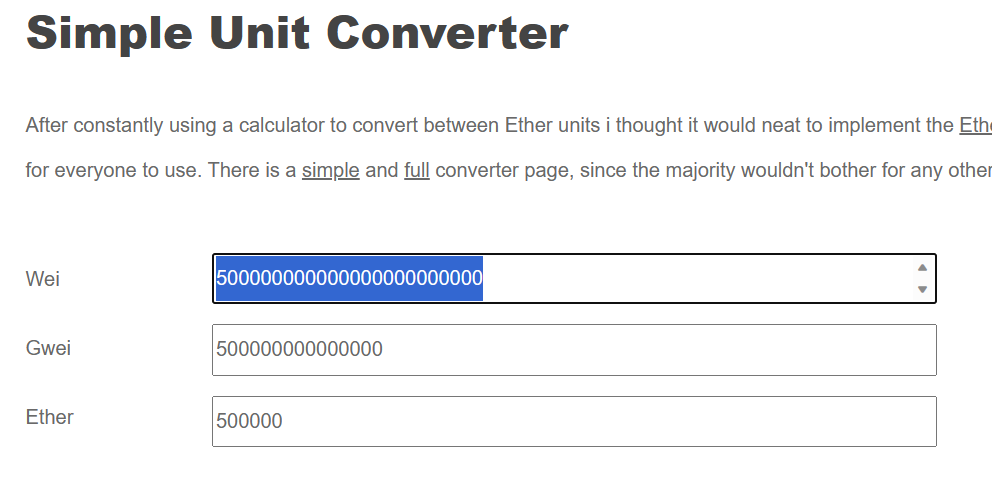 Simple Unit Converter
After constantly using a calculator to convert between Ether units i thought it would neat to implement the Ethe
for everyone to use. There is a simple and full converter page, since the majority wouldn't bother for any other
Wei
500000000000000000000000
Gwei
500000000000000
Ether
500000